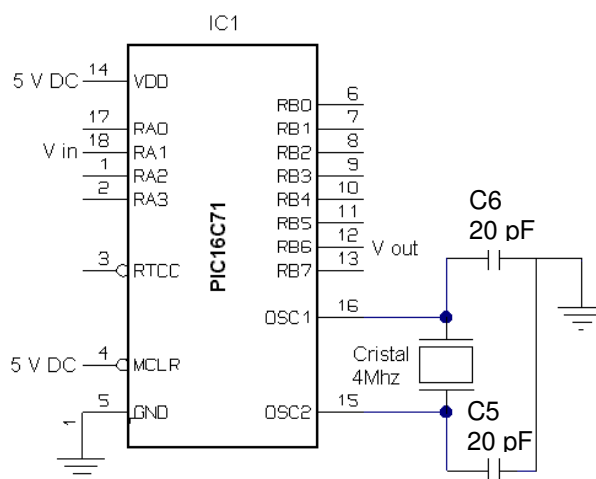 IC1
5 V DC 14 VDD
17 RA0
V in 18 RA1
1 RA2
2 RA3
3 RTCC
5 V DC 4 MCLR
5 GND
1
PIC16C71
RB0 6
RB1 7
RB2 8
RB3 9
RB4 10
RB5 11
RB6 12 V out
RB7 13
OSC1 16
OSC2 15
C6
20 pF
Cristal
4Mhz
C5
20 pF